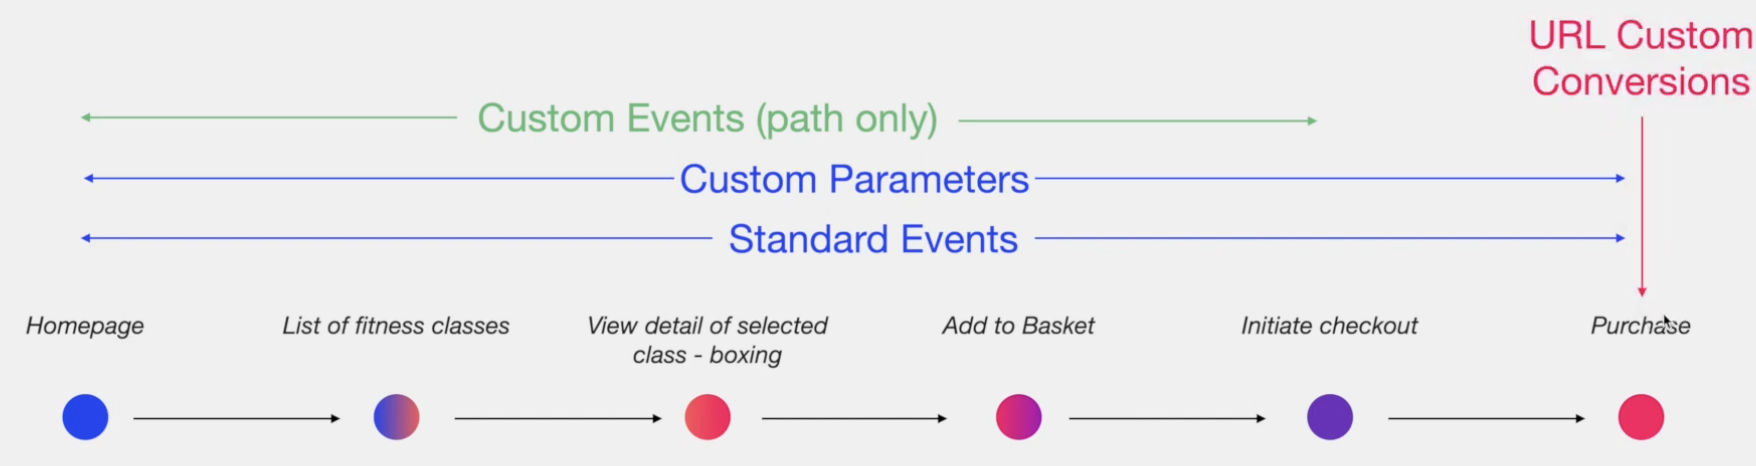 URL Custom
Conversions
Custom Events (path only)
Custom Parameters
Standard Events
Homepage
List of fitness classes
View detail of selected
class - boxing
Add to Basket
Initiate checkout
Purchase